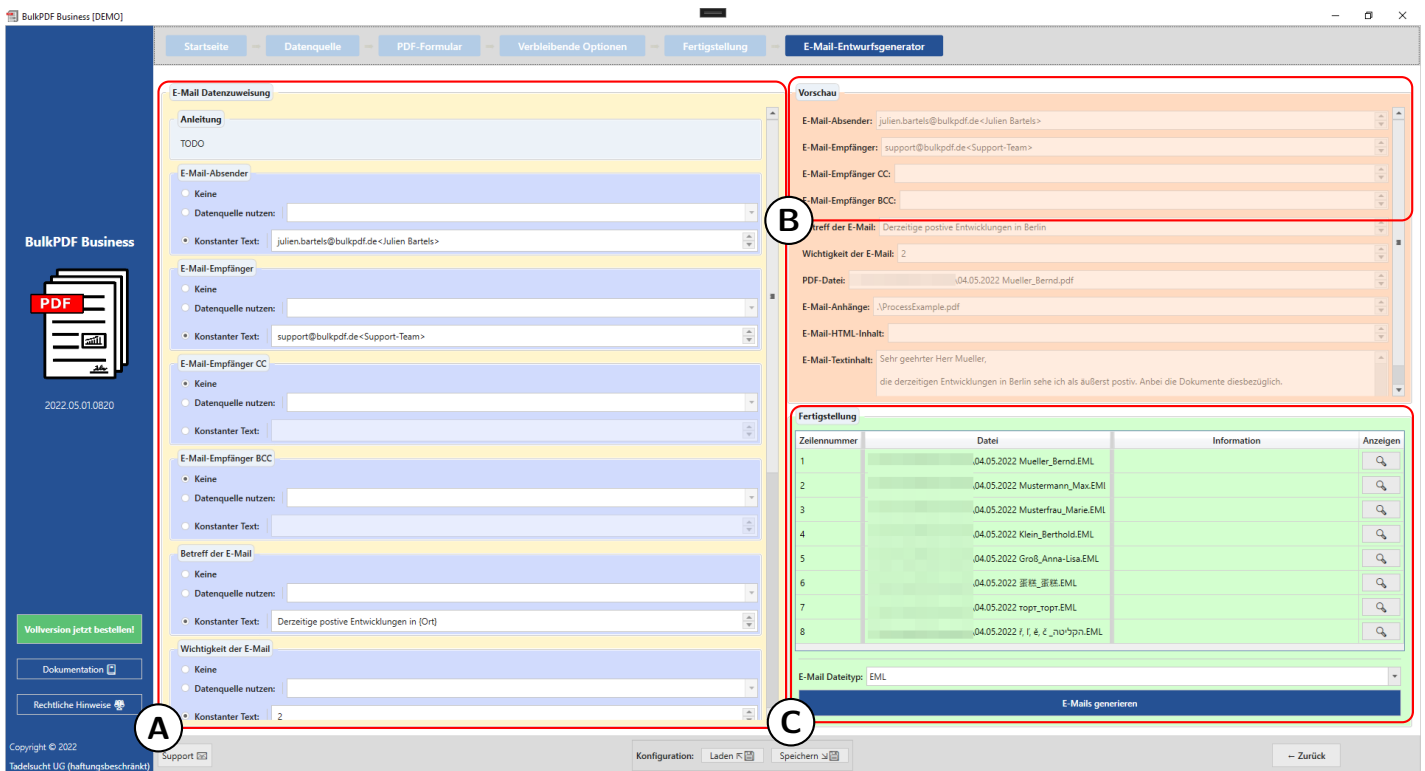 BulkPDF Business [DEMO]
Startseite
Datenquelle
PDF-Formular
Verbleibende Optionen
Fertigstellung
E-Mail-Entwurfsgenerator
BulkPDF Business
PDF
2022.05.01.0820
Vollversion jetzt bestellen!
Dokumentation
Rechtliche Hinweise
Copyright © 2022
Tadelsucht UG (haftungsbeschränkt)
E-Mail Datenzuweisung
Anleitung
TODO
E-Mail-Absender
Keine
Datenquelle nutzen:
Konstanter Text: julien.bartels@bulkpdf.de<Julien Bartels>
E-Mail-Empfänger
Keine
Datenquelle nutzen:
Konstanter Text: support@bulkpdf.de<Support-Team>
E-Mail-Empfänger CC
Keine
Datenquelle nutzen:
Konstanter Text:
E-Mail-Empfänger BCC
Keine
Datenquelle nutzen:
Konstanter Text:
Betreff der E-Mail
Keine
Datenquelle nutzen:
Konstanter Text: Derzeitige postive Entwicklungen in {Ort}
Wichtigkeit der E-Mail
Keine
Datenquelle nutzen:
Konstanter Text: 2
A
Vorschau
E-Mail-Absender: julien.bartels@bulkpdf.de<Julien Bartels>
E-Mail-Empfänger: support@bulkpdf.de<Support-Team>
E-Mail-Empfänger CC:
E-Mail-Empfänger BCC:
B
Betreff der E-Mail: Derzeitige postive Entwicklungen in Berlin
Wichtigkeit der E-Mail: 2
PDF-Datei: \04.05.2022 Mueller_Bernd.pdf
E-Mail-Anhänge: .\ProcessExample.pdf
E-Mail-HTML-Inhalt:
E-Mail-Textinhalt: Sehr geehrter Herr Mueller,
die derzeitigen Entwicklungen in Berlin sehe ich als äußerst postiv. Anbei die Dokumente diesbezüglich.
Fertigstellung
Zeilennummer Datei Information Anzeigen
1 \04.05.2022 Mueller_Bernd.EML
2 \04.05.2022 Mustermann_Max.EML
3 \04.05.2022 Musterfrau_Marie.EML
4 \04.05.2022 Klein_Berthold.EML
5 \04.05.2022 Groß_Anna-Lisa.EML
6 \04.05.2022 蛋糕_蛋糕.EML
7 \04.05.2022 торт_торт.EML
8 \04.05.2022 _הקליטה.EML
E-Mail Dateityp: EML
E-Mails generieren
C
Support
Konfiguration: Laden Speichern
← Zurück